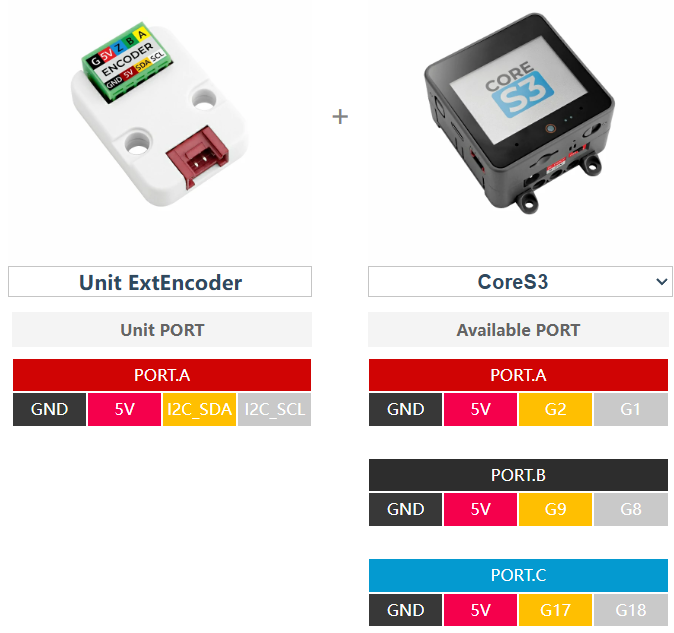 G 5V Z B A
ENCODER
GND 5V SDA SCL
CORE
S3
+
Unit ExtEncoder
CoreS3
Unit PORT
Available PORT
PORT.A
GND 5V I2C_SDA I2C_SCL
PORT.A
GND 5V G2 G1
PORT.B
GND 5V G9 G8
PORT.C
GND 5V G17 G18